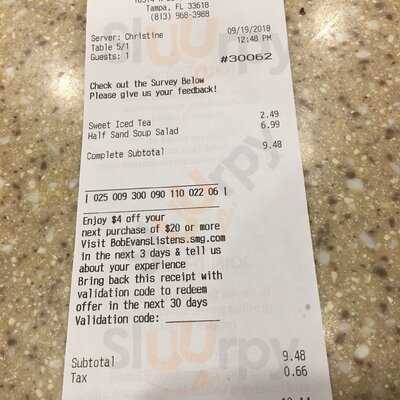 Tampa, FL 33618
(813) 968-3988
Server: Christine 09/19/2018
Table 5/1 12:48 PM
Guests: 1 #30062
Check out the Survey Below
Please give us your feedback!
Sweet Iced Tea 2.49
Half Sand Soup Salad 6.99
Complete Subtotal 9.48
| 025 009 300 090 110 022 06 |
Enjoy $4 off your
next purchase of $20 or more
Visit BobEvansListens.smg.com
in the next 3 days & tell us
about your experience
Bring back this receipt with
validation code to redeem
offer in the next 30 days
Validation code: ________
Subtotal 9.48
Tax 0.66